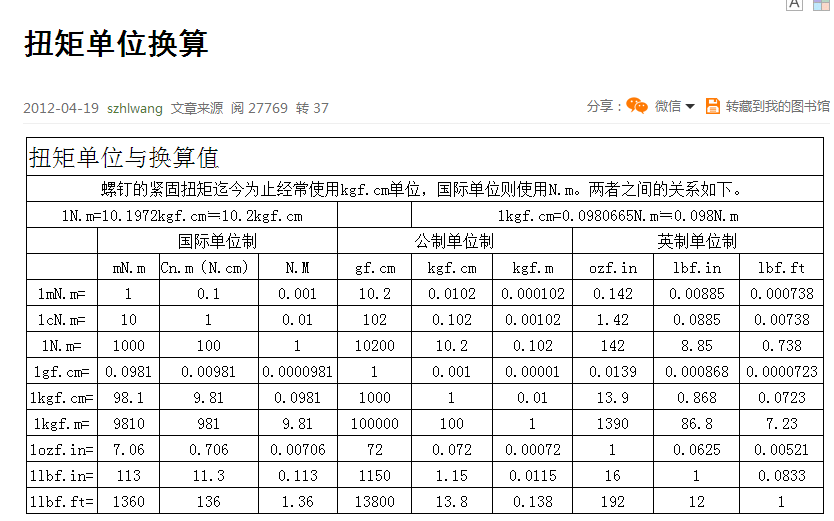 A
扭矩单位换算
2012-04-19 szhlwang 文章来源 阅 27769 转 37 分享： 微信 转藏到我的图书馆
扭矩单位与换算值
螺钉的紧固扭矩迄今为止经常使用kgf.cm单位，国际单位则使用N.m。两者之间的关系如下。
1N.m=10.1972kgf.cm≒10.2kgf.cm 1kgf.cm=0.0980665N.m≒0.098N.m
国际单位制 公制单位制 英制单位制
mN.m Cn.m（N.cm） N.M gf.cm kgf.cm kgf.m ozf.in lbf.in lbf.ft
1mN.m= 1 0.1 0.001 10.2 0.0102 0.000102 0.142 0.00885 0.000738
1cN.m= 10 1 0.01 102 0.102 0.00102 1.42 0.0885 0.00738
1N.m= 1000 100 1 10200 10.2 0.102 142 8.85 0.738
1gf.cm= 0.0981 0.00981 0.0000981 1 0.001 0.00001 0.0139 0.000868 0.0000723
1kgf.cm= 98.1 9.81 0.0981 1000 1 0.01 13.9 0.868 0.0723
1kgf.m= 9810 981 9.81 100000 100 1 1390 86.8 7.23
1ozf.in= 7.06 0.706 0.00706 72 0.072 0.00072 1 0.0625 0.00521
1lbf.in= 113 11.3 0.113 1150 1.15 0.0115 16 1 0.0833
1lbf.ft= 1360 136 1.36 13800 13.8 0.138 192 12 1